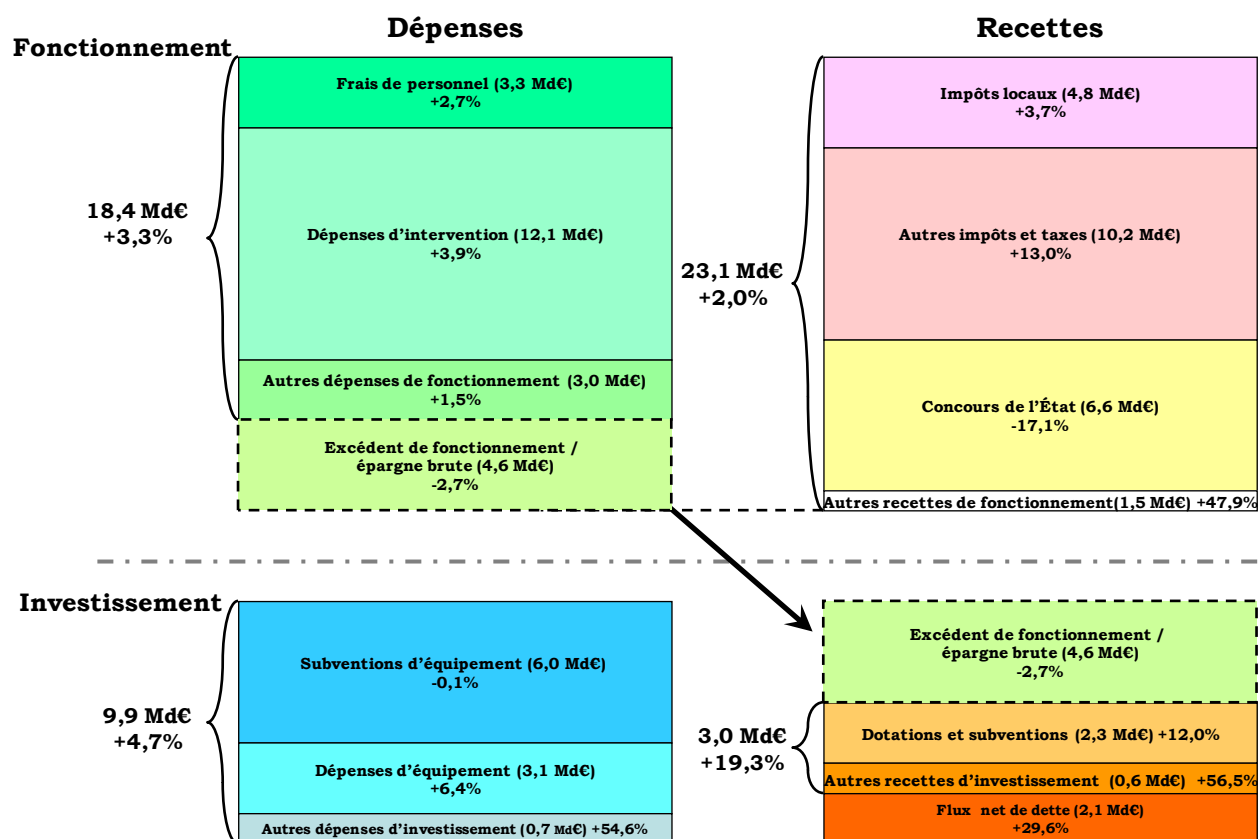 Dépenses
Recettes
Fonctionnement
Frais de personnel (3,3 Md€)
+2,7%
Dépenses d'intervention (12,1 Md€)
+3,9%
18,4 Md€
+3,3%
Autres dépenses de fonctionnement (3,0 Md€)
+1,5%
Excédent de fonctionnement /
épargne brute (4,6 Md€)
-2,7%
Impôts locaux (4,8 Md€)
+3,7%
Autres impôts et taxes (10,2 Md€)
+13,0%
23,1 Md€
+2,0%
Concours de l'État (6,6 Md€)
-17,1%
Autres recettes de fonctionnement(1,5 Md€) +47,9%
Investissement
Subventions d'équipement (6,0 Md€)
-0,1%
9,9 Md€
+4,7%
Dépenses d'équipement (3,1 Md€)
+6,4%
Autres dépenses d'investissement (0,7 Md€) +54,6%
Excédent de fonctionnement /
épargne brute (4,6 Md€)
-2,7%
3,0 Md€
+19,3%
Dotations et subventions (2,3 Md€) +12,0%
Autres recettes d'investissement (0,6 Md€) +56,5%
Flux net de dette (2,1 Md€)
+29,6%